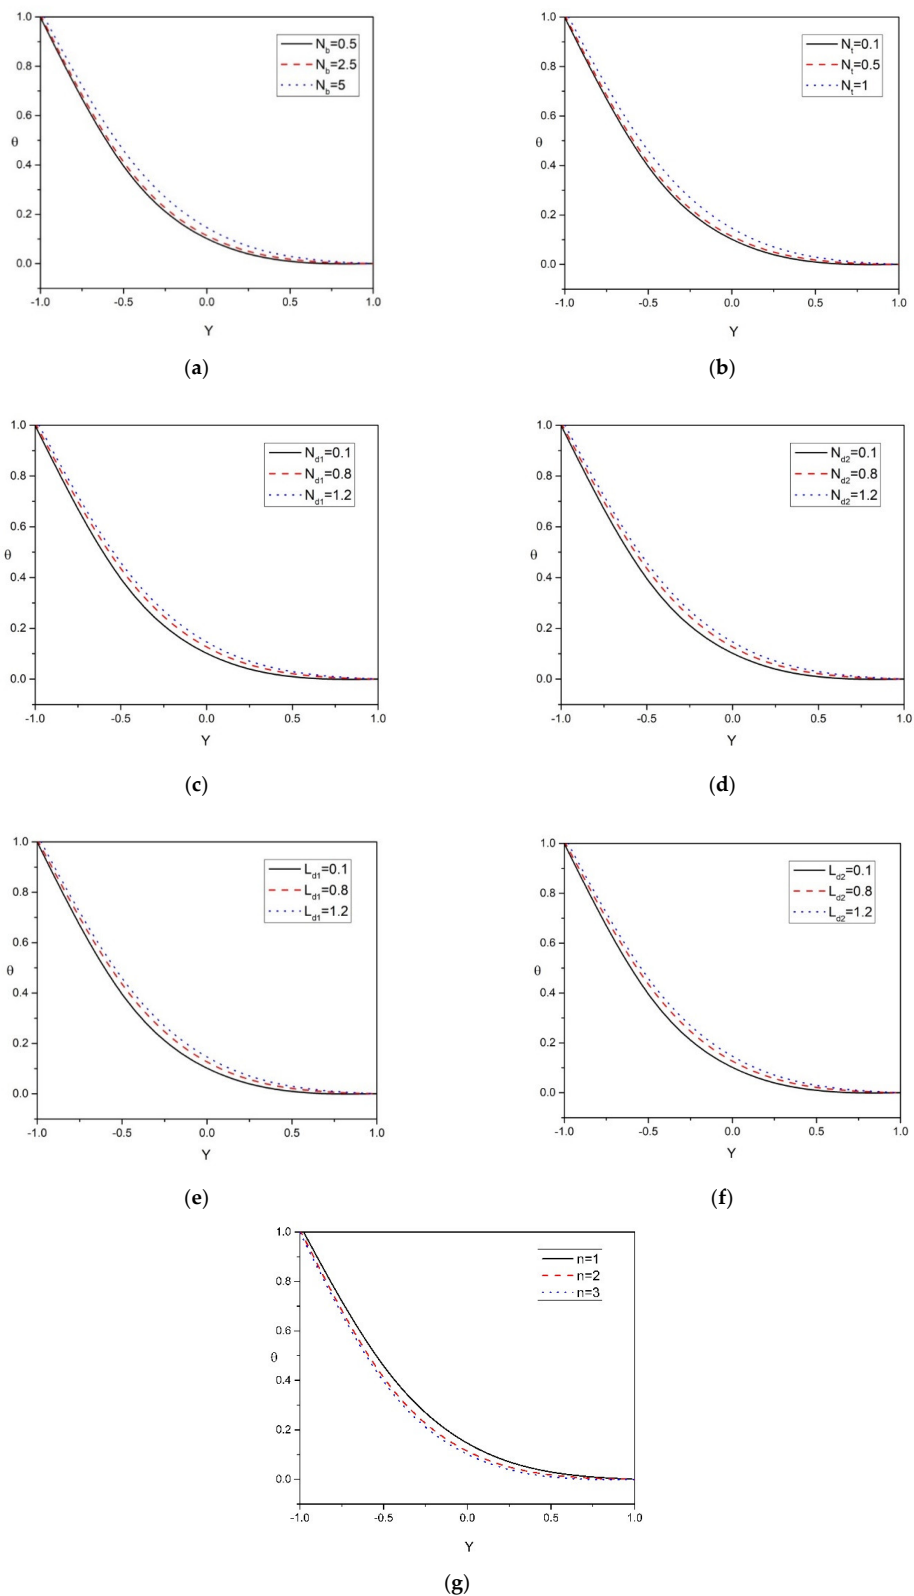 1.0
0.8
0.6
θ
0.4
0.2
0.0
-1.0 -0.5 0.0 0.5 1.0
Y
N_b=0.5
N_b=2.5
N_b=5
(a)
1.0
0.8
0.6
θ
0.4
0.2
0.0
-1.0 -0.5 0.0 0.5 1.0
Y
N_t=0.1
N_t=0.5
N_t=1
(b)
1.0
0.8
0.6
θ
0.4
0.2
0.0
-1.0 -0.5 0.0 0.5 1.0
Y
N_d1=0.1
N_d1=0.8
N_d1=1.2
(c)
1.0
0.8
0.6
θ
0.4
0.2
0.0
-1.0 -0.5 0.0 0.5 1.0
Y
N_d2=0.1
N_d2=0.8
N_d2=1.2
(d)
1.0
0.8
0.6
θ
0.4
0.2
0.0
-1.0 -0.5 0.0 0.5 1.0
Y
L_d1=0.1
L_d1=0.8
L_d1=1.2
(e)
1.0
0.8
0.6
θ
0.4
0.2
0.0
-1.0 -0.5 0.0 0.5 1.0
Y
L_d2=0.1
L_d2=0.8
L_d2=1.2
(f)
1.0
0.8
0.6
θ
0.4
0.2
0.0
-1.0 -0.5 0.0 0.5 1.0
Y
n=1
n=2
n=3
(g)